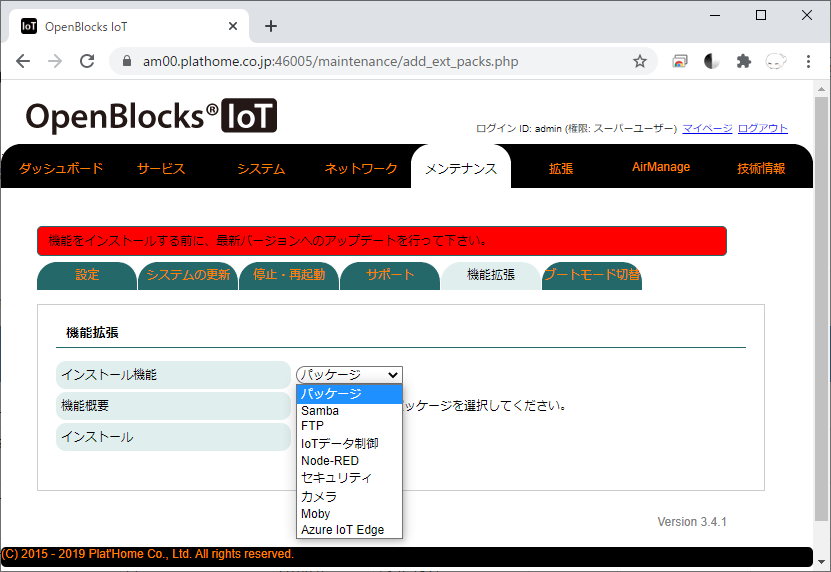 IoT OpenBlocks IoT
am00.plathome.co.jp:46005/maintenance/add_ext_packs.php
OpenBlocks®IoT
ログイン ID: admin (権限: スーパーユーザー) マイページ ログアウト
ダッシュボード サービス システム ネットワーク メンテナンス 拡張 AirManage 技術情報
機能をインストールする前に、最新バージョンへのアップデートを行って下さい。
設定 システムの更新 停止・再起動 サポート 機能拡張 ブートモード切替
機能拡張
インストール機能 パッケージ
パッケージ
機能概要 ッケージを選択してください。
Samba
FTP
インストール
IoTデータ制御
Node-RED
セキュリティ
カメラ
Moby
Azure IoT Edge
Version 3.4.1
(C) 2015 - 2019 Plat'Home Co., Ltd. All rights reserved.